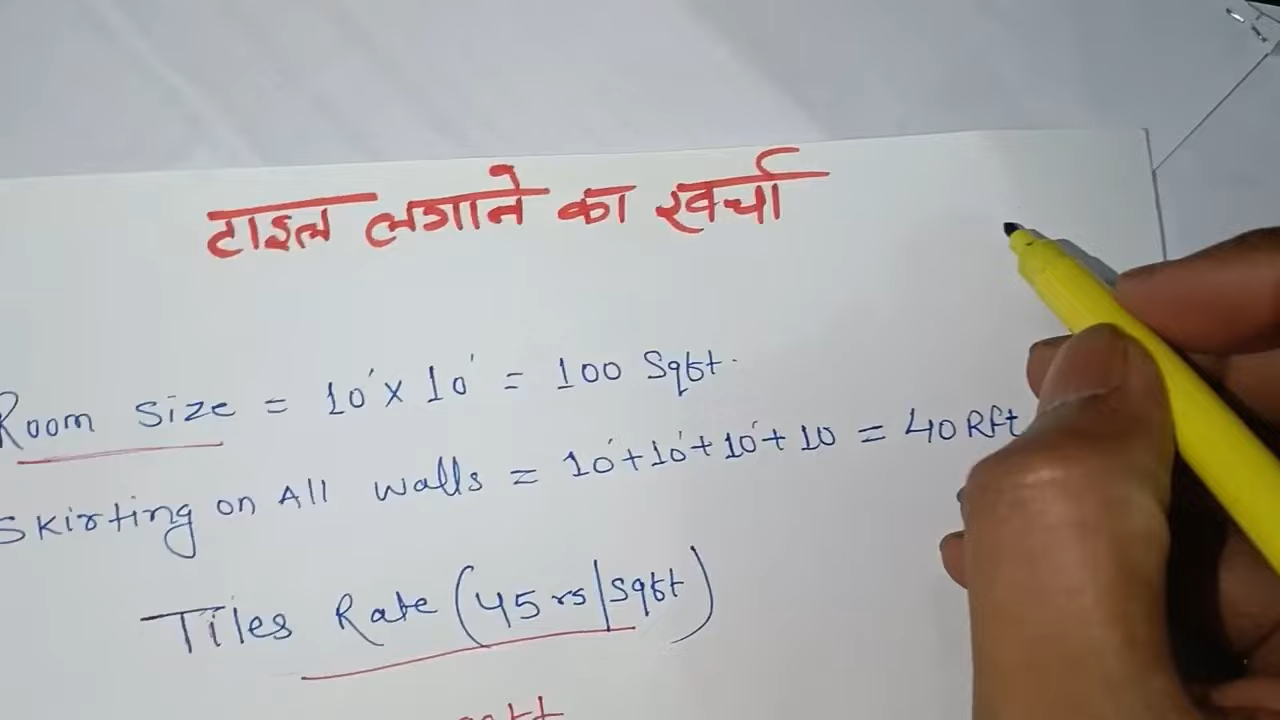 टाइल लगाने का खर्चा
Room Size = 10' x 10' = 100 Sqft.
Skirting on All walls = 10'+10'+10'+10 = 40 Rft
Tiles Rate (45 rs/Sqft)